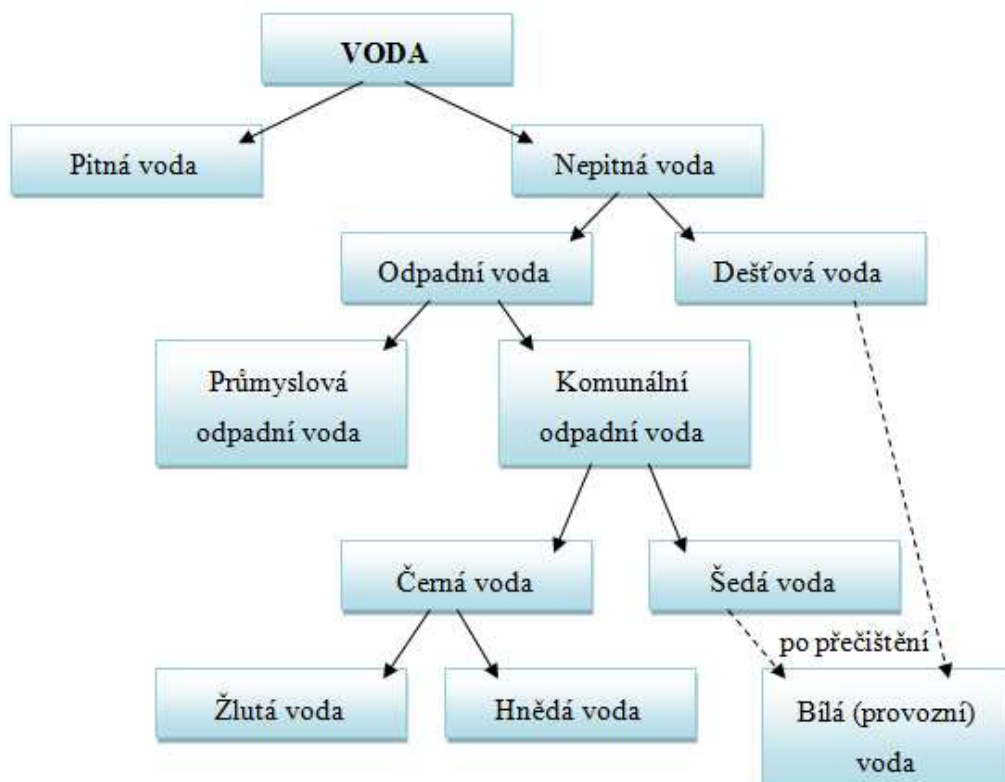 VODA
Pitná voda
Nepitná voda
Odpadní voda
Dešťová voda
Průmyslová
odpadní voda
Komunální
odpadní voda
Černá voda
Šedá voda
po přečištění
Žlutá voda
Hnědá voda
Bílá (provozní)
voda